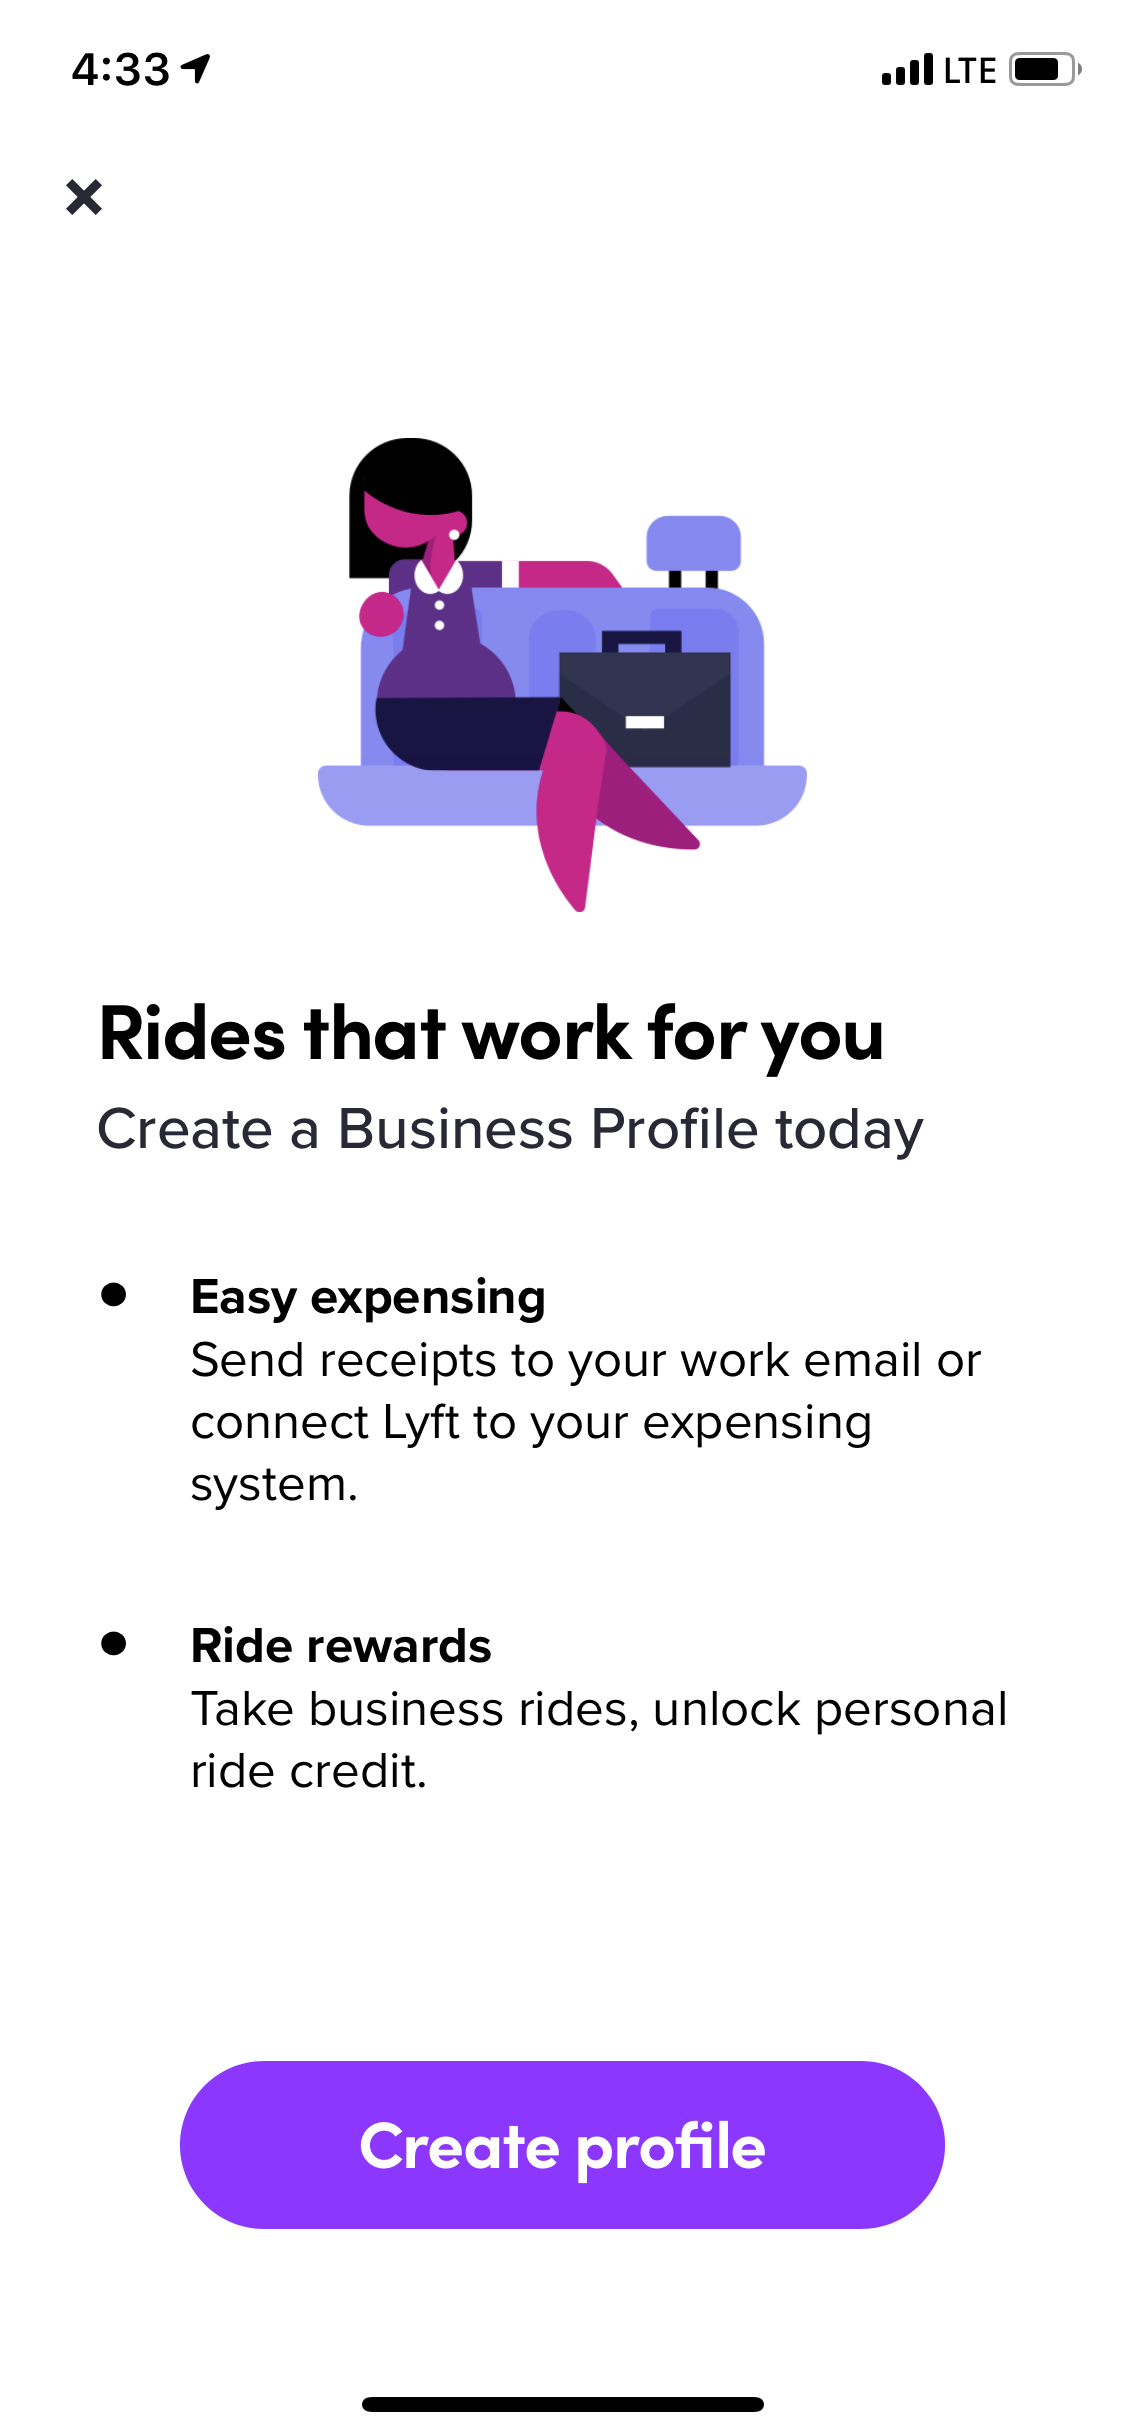 4:33 LTE
Rides that work for you
Create a Business Profile today
Easy expensing
Send receipts to your work email or
connect Lyft to your expensing
system.
Ride rewards
Take business rides, unlock personal
ride credit.
Create profile